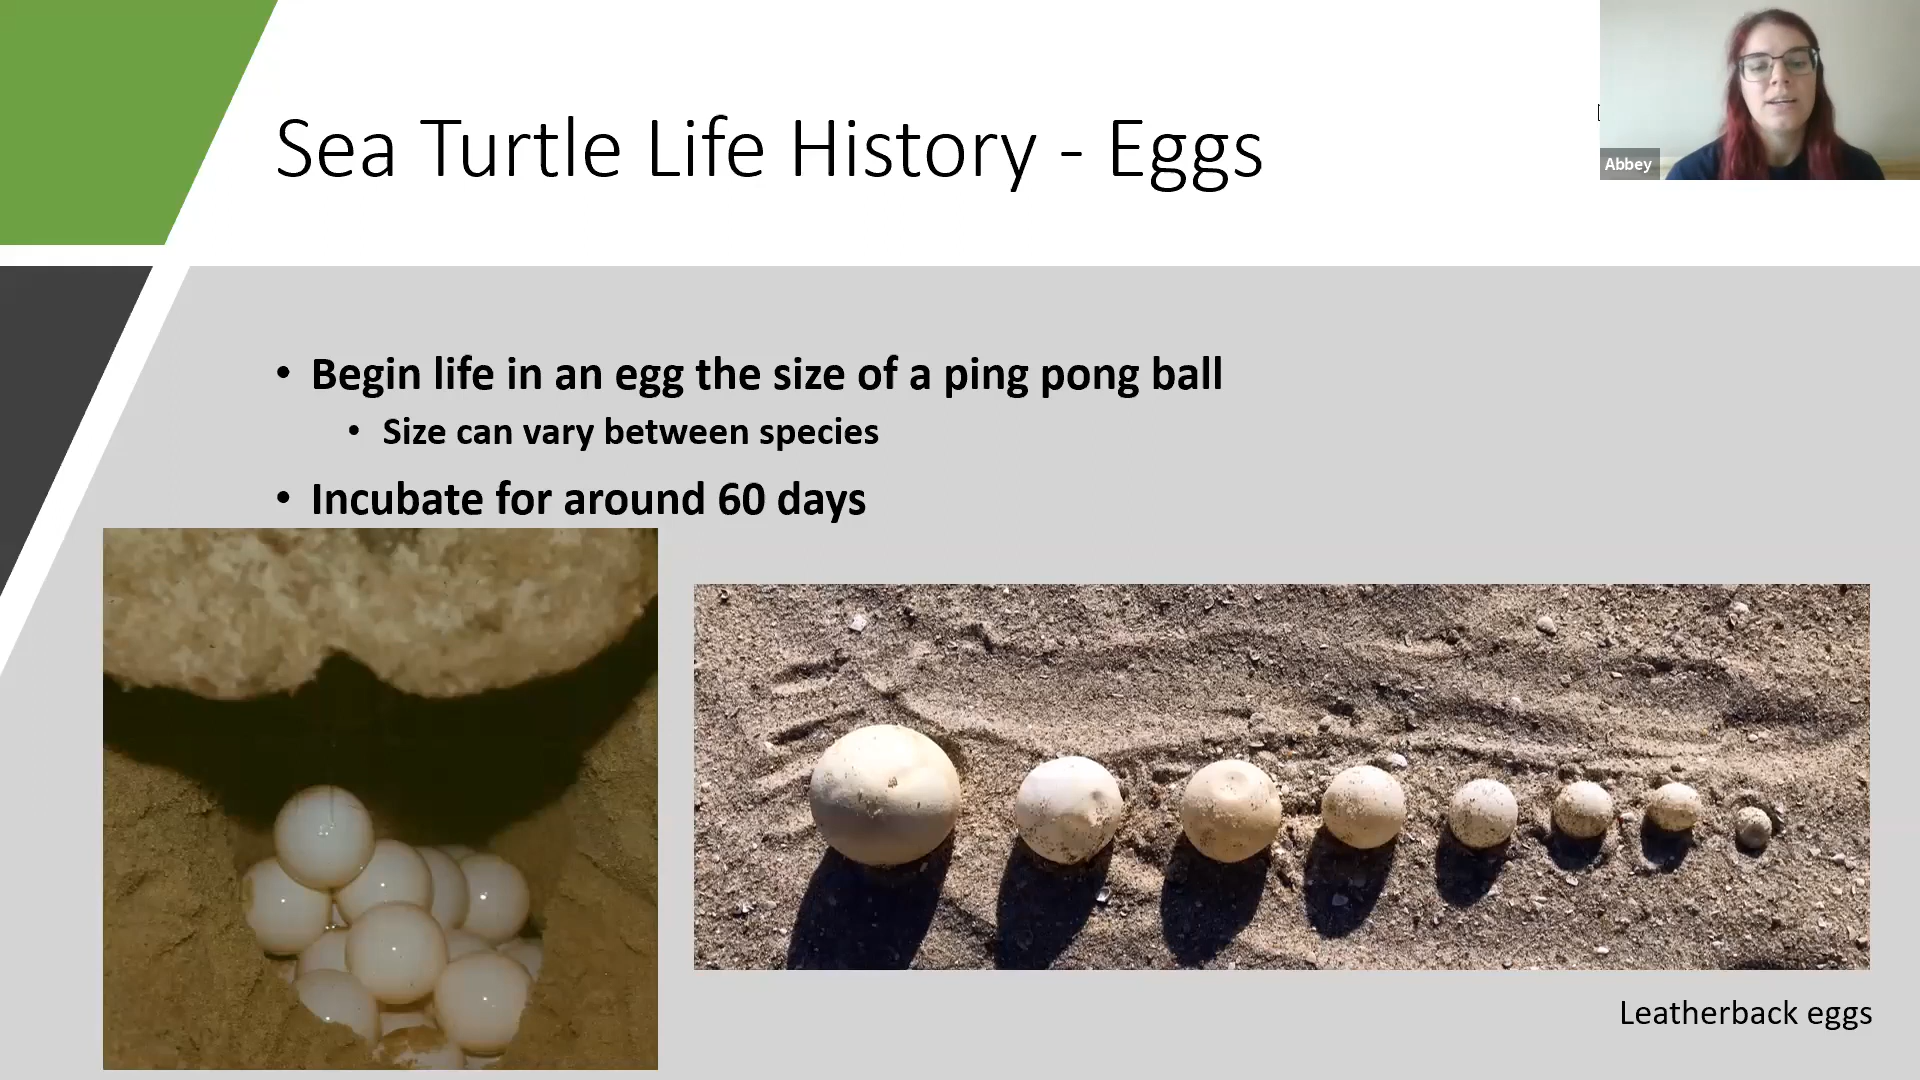 Sea Turtle Life History - Eggs
Abbey
• Begin life in an egg the size of a ping pong ball
• Size can vary between species
• Incubate for around 60 days
Leatherback eggs